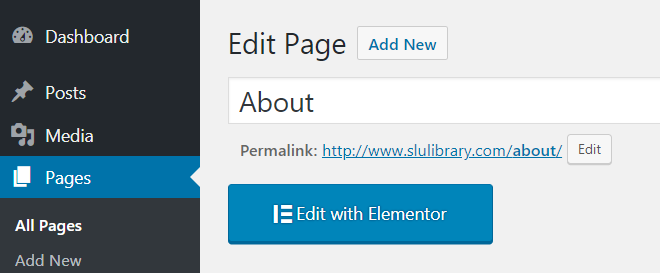 Dashboard
Posts
Media
Pages
All Pages
Add New
Edit Page Add New
About
Permalink: http://www.slulibrary.com/about/ Edit
Edit with Elementor